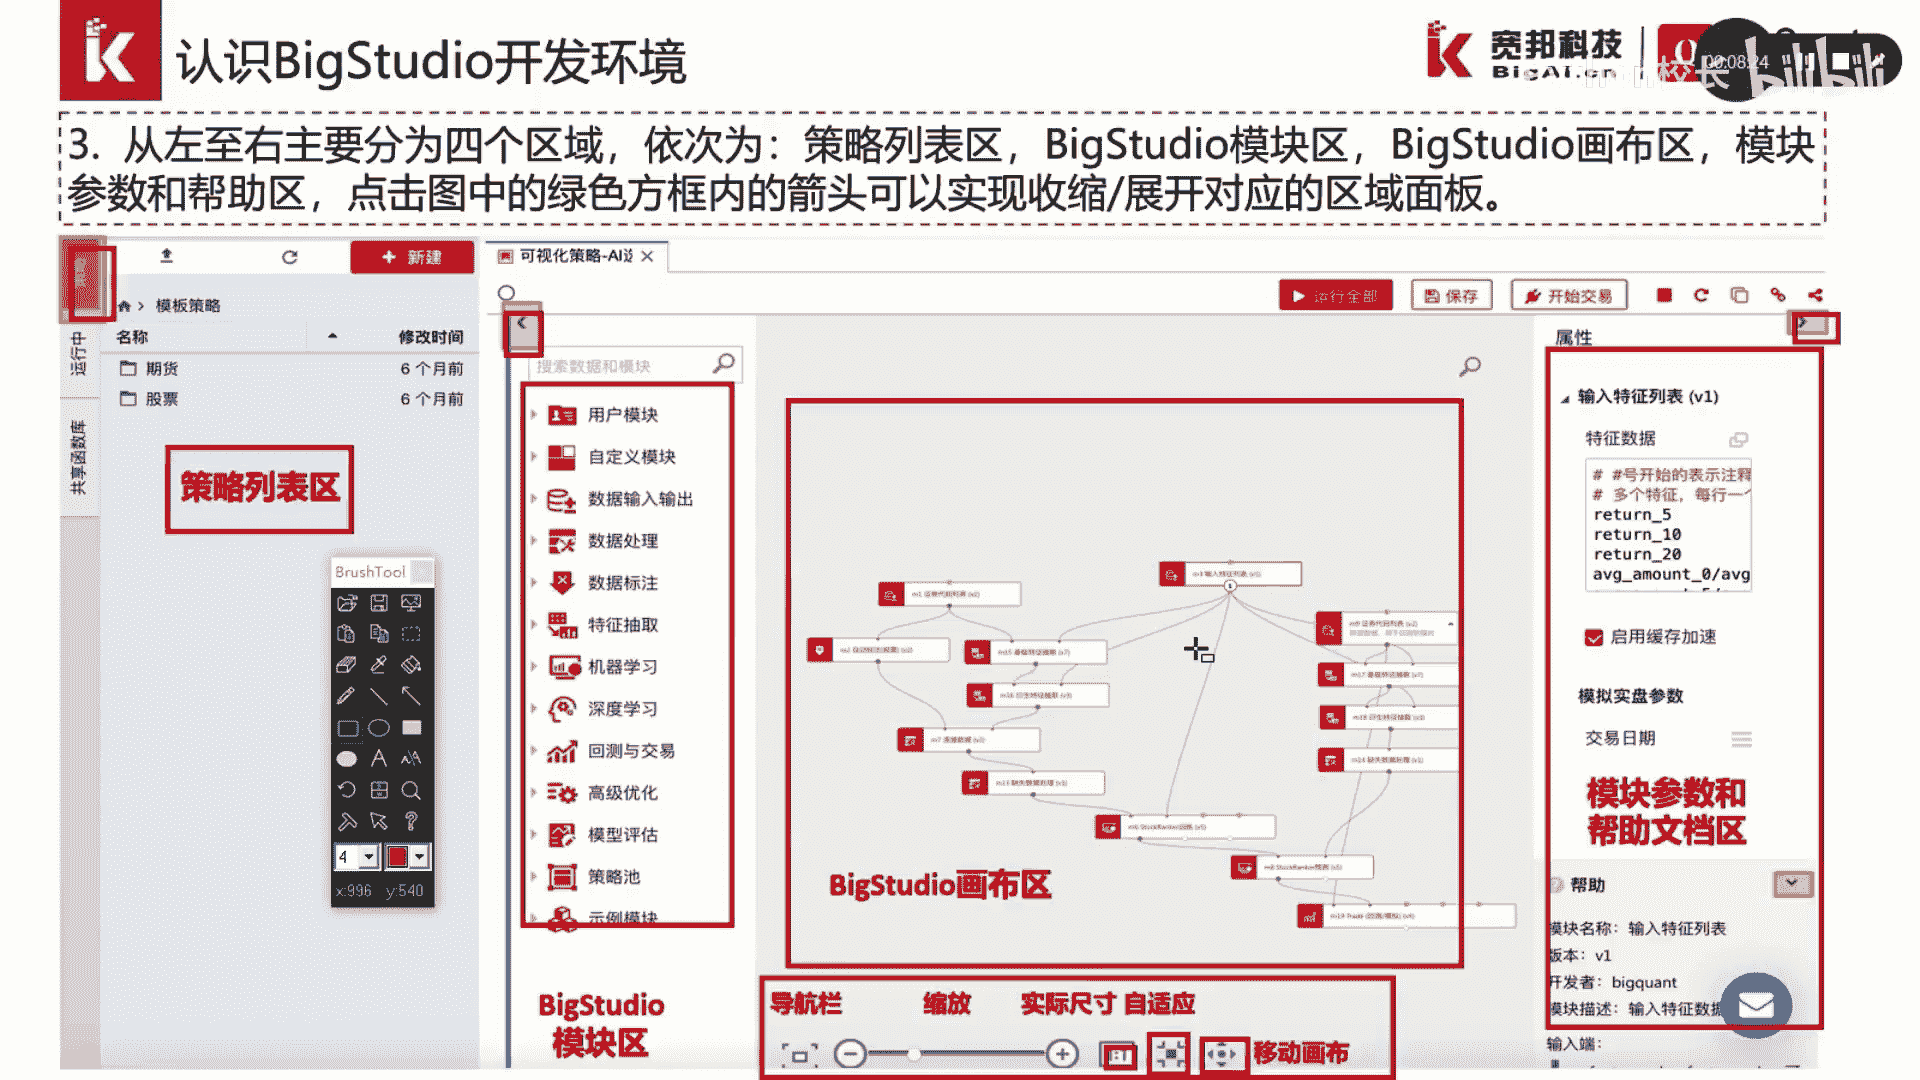 认识BigStudio开发环境
宽邦科技
BigAi.cn
00:08:24
校长
bilibili
3. 从左至右主要分为四个区域，依次为：策略列表区，BigStudio模块区，BigStudio画布区，模块
参数和帮助区，点击图中的绿色方框内的箭头可以实现收缩/展开对应的区域面板。
新建
可视化策略-AI
运行全部
保存
开始交易
模板策略
名称
修改时间
运行中
期货
6 个月前
股票
6 个月前
共享函数库
策略列表区
BrushTool
4
x:996 y:540
搜索数据和模块
用户模块
自定义模块
数据输入输出
数据处理
数据标注
特征抽取
机器学习
深度学习
回测与交易
高级优化
模型评估
策略池
示例模块
BigStudio
模块区
BigStudio画布区
导航栏
缩放
实际尺寸
自适应
移动画布
属性
输入特征列表 (v1)
特征数据
# #号开始的表示注释
# 多个特征，每行一个
return_5
return_10
return_20
avg_amount_0/avg
启用缓存加速
模拟实盘参数
交易日期
模块参数和
帮助文档区
帮助
模块名称：输入特征列表
版本：v1
开发者：bigquant
模块描述：输入特征数据
输入端：